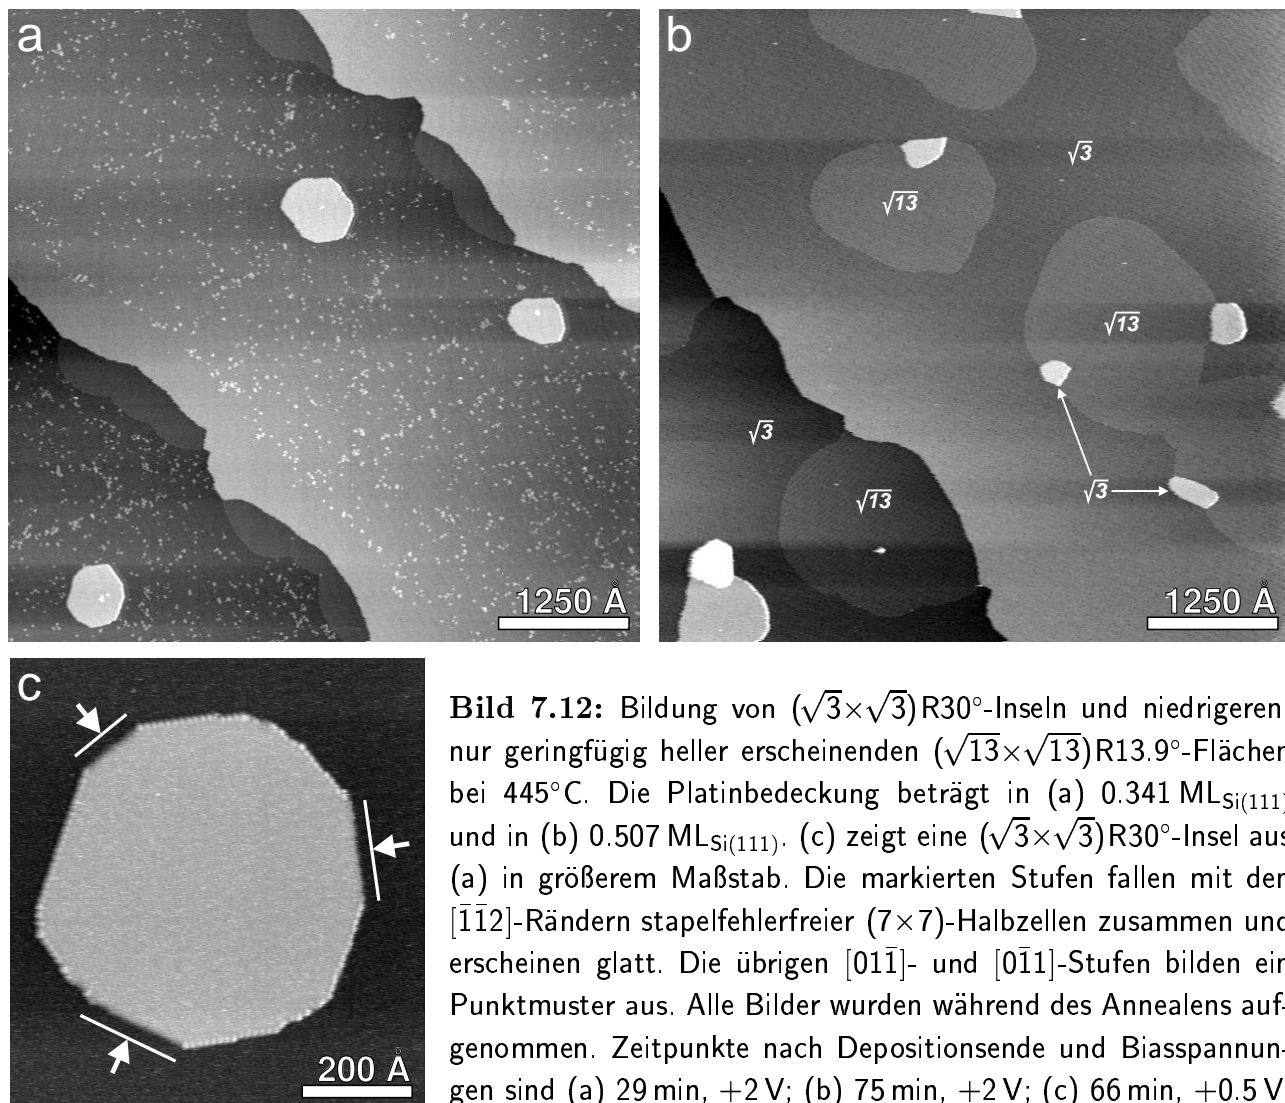 a
b
√3
√13
√13
√3
√13
√3
1250 Å
1250 Å
c
200 Å
Bild 7.12: Bildung von (√3×√3)R30°-Inseln und niedrigeren
nur geringfügig heller erscheinenden (√13×√13)R13.9°-Flächen
bei 445°C. Die Platinbedeckung beträgt in (a) 0.341 ML_Si(111)
und in (b) 0.507 ML_Si(111). (c) zeigt eine (√3×√3)R30°-Insel aus
(a) in größerem Maßstab. Die markierten Stufen fallen mit den
[1̄1̄2]-Rändern stapelfehlerfreier (7×7)-Halbzellen zusammen und
erscheinen glatt. Die übrigen [011̄]- und [01̄1]-Stufen bilden ein
Punktmuster aus. Alle Bilder wurden während des Annealens auf-
genommen. Zeitpunkte nach Depositionsende und Biasspannun-
gen sind (a) 29 min, +2 V; (b) 75 min, +2 V; (c) 66 min, +0.5 V